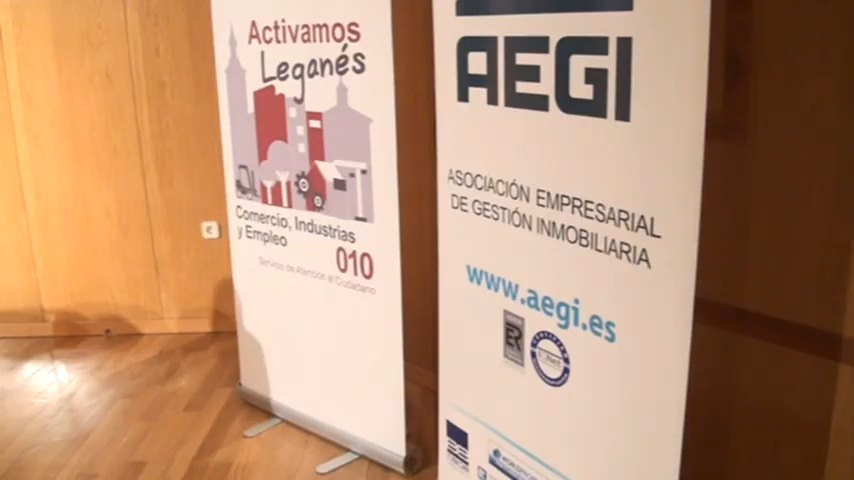 Activamos
Leganés
Comercio, Industrias
y Empleo
010
Servicio de Atención al Ciudadano
AEGI
ASOCIACIÓN EMPRESARIAL
DE GESTIÓN INMOBILIARIA
www.aegi.es
ER